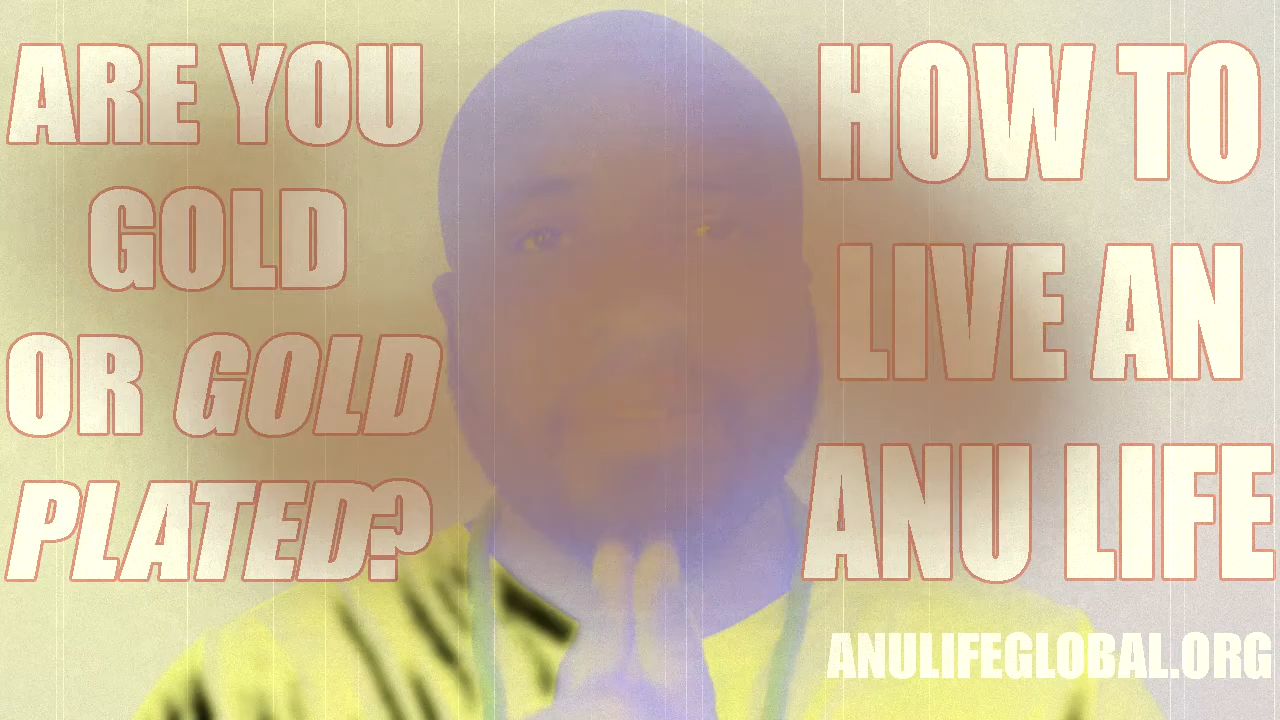 ARE YOU
GOLD
OR GOLD
PLATED?
HOW TO
LIVE AN
ANU LIFE
ANULIFEGLOBAL.ORG